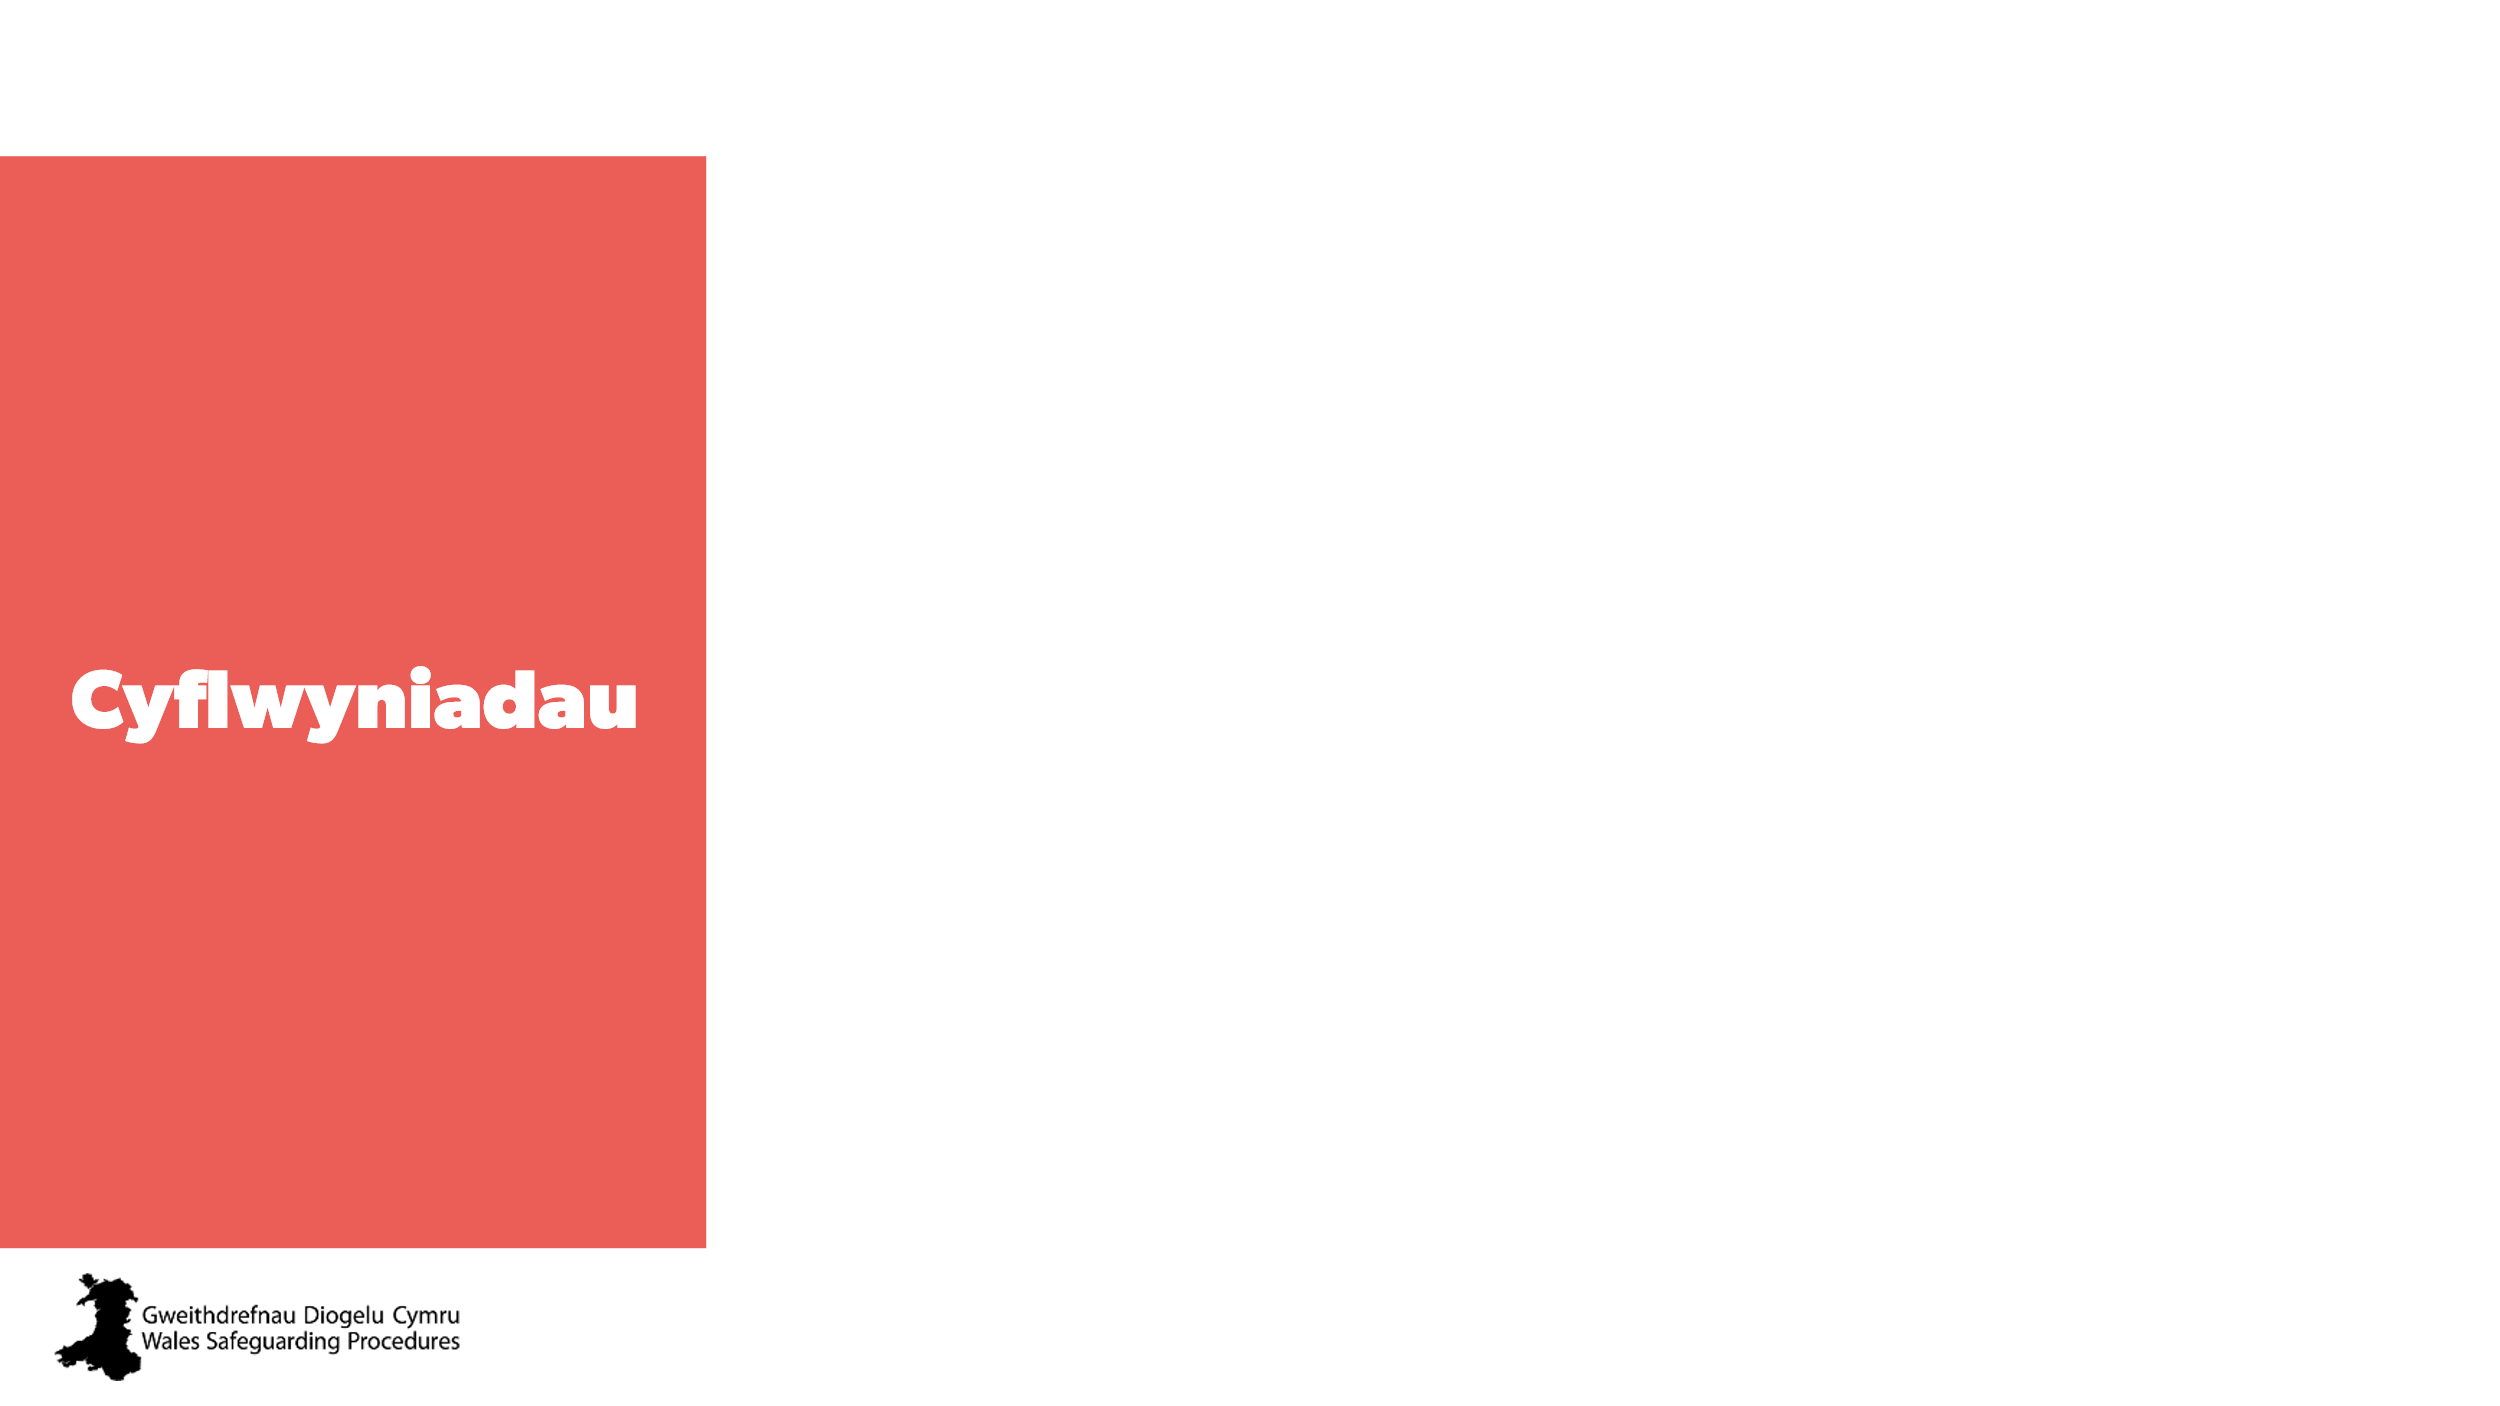 Cyflwyniadau
Gweithdrefnau Diogelu Cymru
Wales Safeguarding Procedures